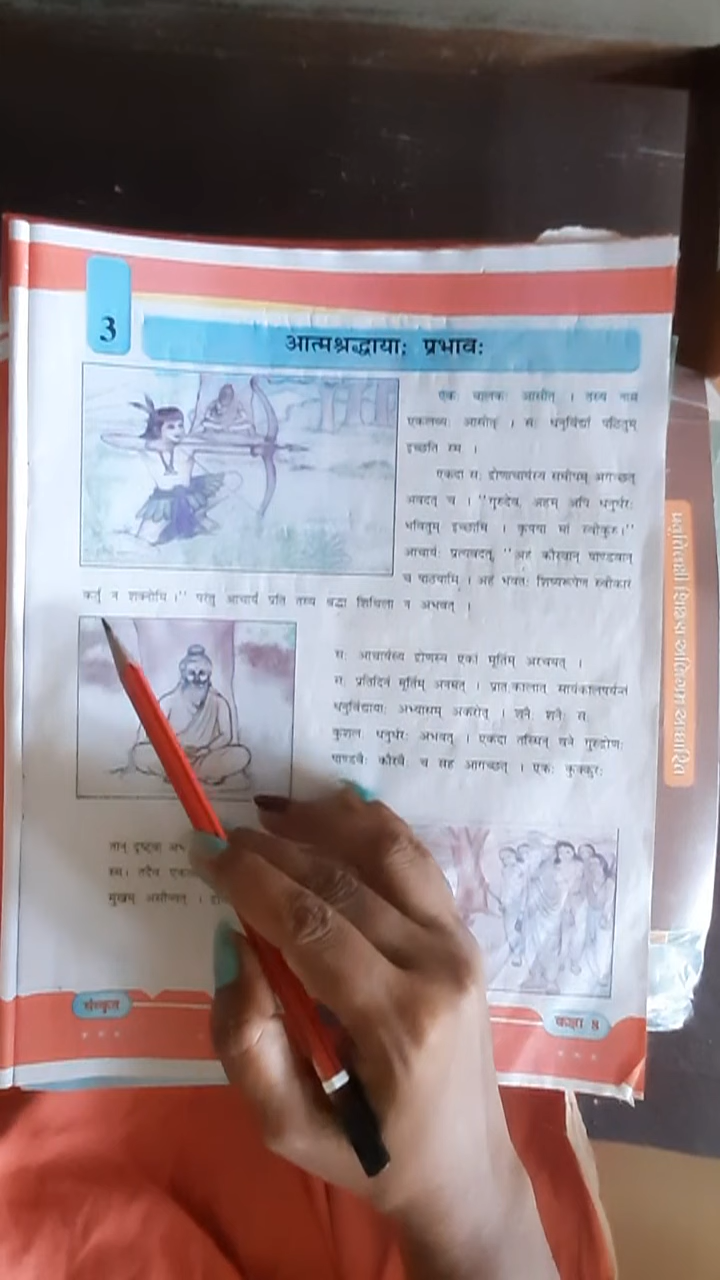 3
आत्मश्रद्धायाः प्रभावः
एकः बालकः आसीत् । तस्य नाम
एकलव्यः आसीत् । सः धनुर्विद्यां पठितुम्
इच्छति स्म ।
एकदा सः द्रोणाचार्यस्य समीपम् अगच्छत्
अवदत् च । "गुरुदेव, अहम् अपि धनुर्धरः
भवितुम् इच्छामि । कृपया मां स्वीकुरु।"
आचार्यः प्रत्यवदत्, "अहं कौरवान् पाण्डवान्
च पाठयामि । अहं भवतः शिष्यरूपेण स्वीकारं
कर्तुं न शक्नोमि ।" परंतु आचार्यं प्रति तस्य श्रद्धा शिथिला न अभवत् ।
सः आचार्यस्य द्रोणस्य एकां मूर्तिम् अरचयत् ।
सः प्रतिदिनं मूर्तिम् अनमत् । प्रातःकालात् सायंकालपर्यन्तं
धनुर्विद्यायाः अभ्यासम् अकरोत् । शनैः शनैः सः
कुशलः धनुर्धरः अभवत् । एकदा तस्मिन् वने गुरुद्रोणः
पाण्डवैः कौरवैः च सह आगच्छत् । एकः कुक्कुरः
तान् दृष्ट्वा
स्म। तदैव
मुखम्
संस्कृत
कक्षा 8